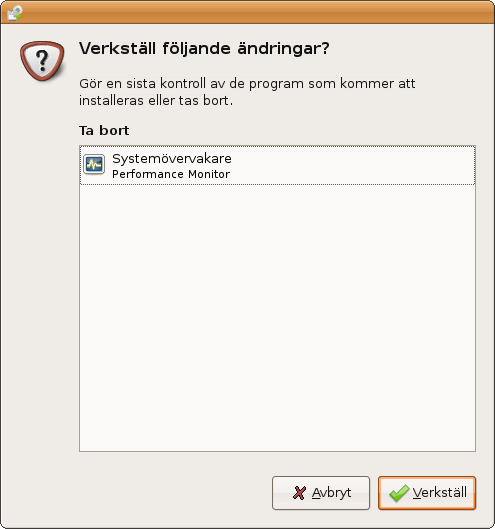 Verkställ följande ändringar?
Gör en sista kontroll av de program som kommer att
installeras eller tas bort.
Ta bort
Systemövervakare
Performance Monitor
Avbryt
Verkställ